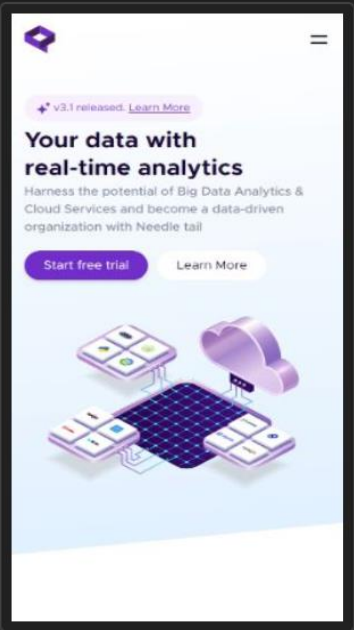 v3.1 released. Learn More
Your data with
real-time analytics
Harness the potential of Big Data Analytics &
Cloud Services and become a data-driven
organization with Needle tail
Start free trial
Learn More